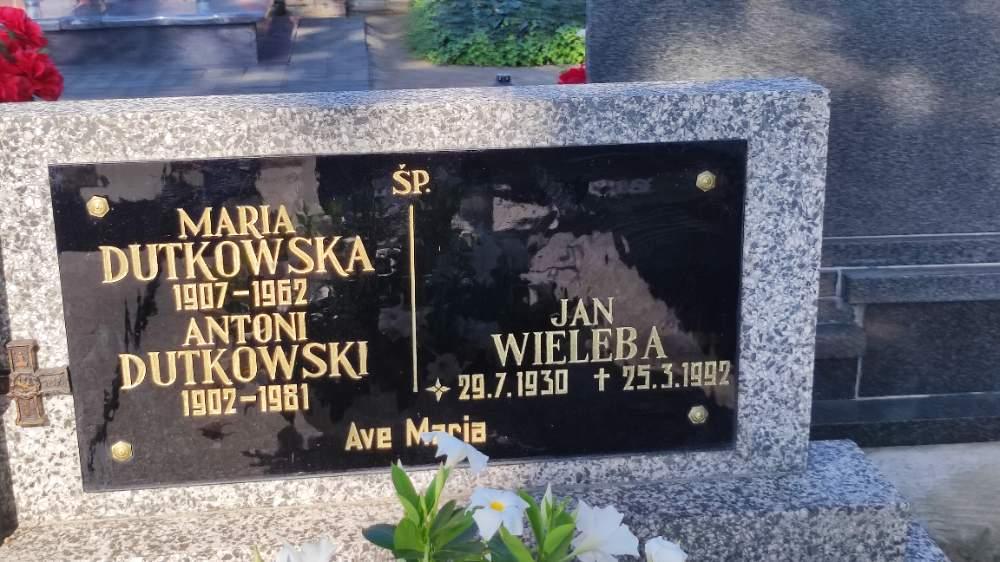 ŚP.
MARIA
DUTKOWSKA
1907-1962
ANTONI
DUTKOWSKI
1902-1981
JAN
WIELEBA
29.7.1930 ✝ 25.3.1992
Ave Maria